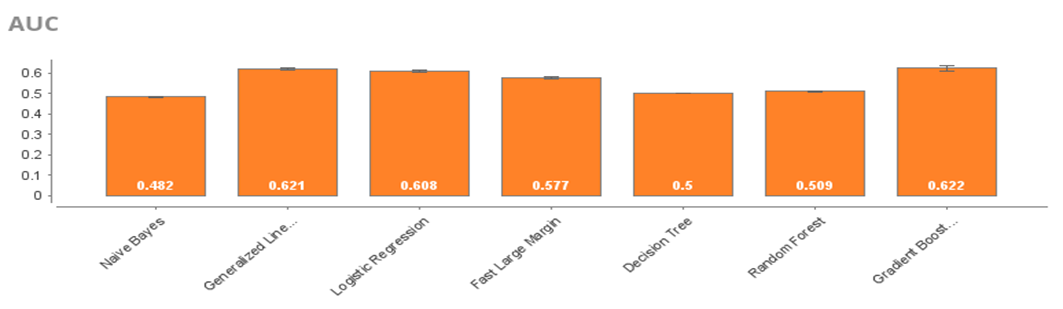 AUC
0.6
0.5
0.4
0.3
0.2
0.1
0
0.482
0.621
0.608
0.577
0.5
0.509
0.622
Naive Bayes
Generalized Line...
Logistic Regression
Fast Large Margin
Decision Tree
Random Forest
Gradient Boost...